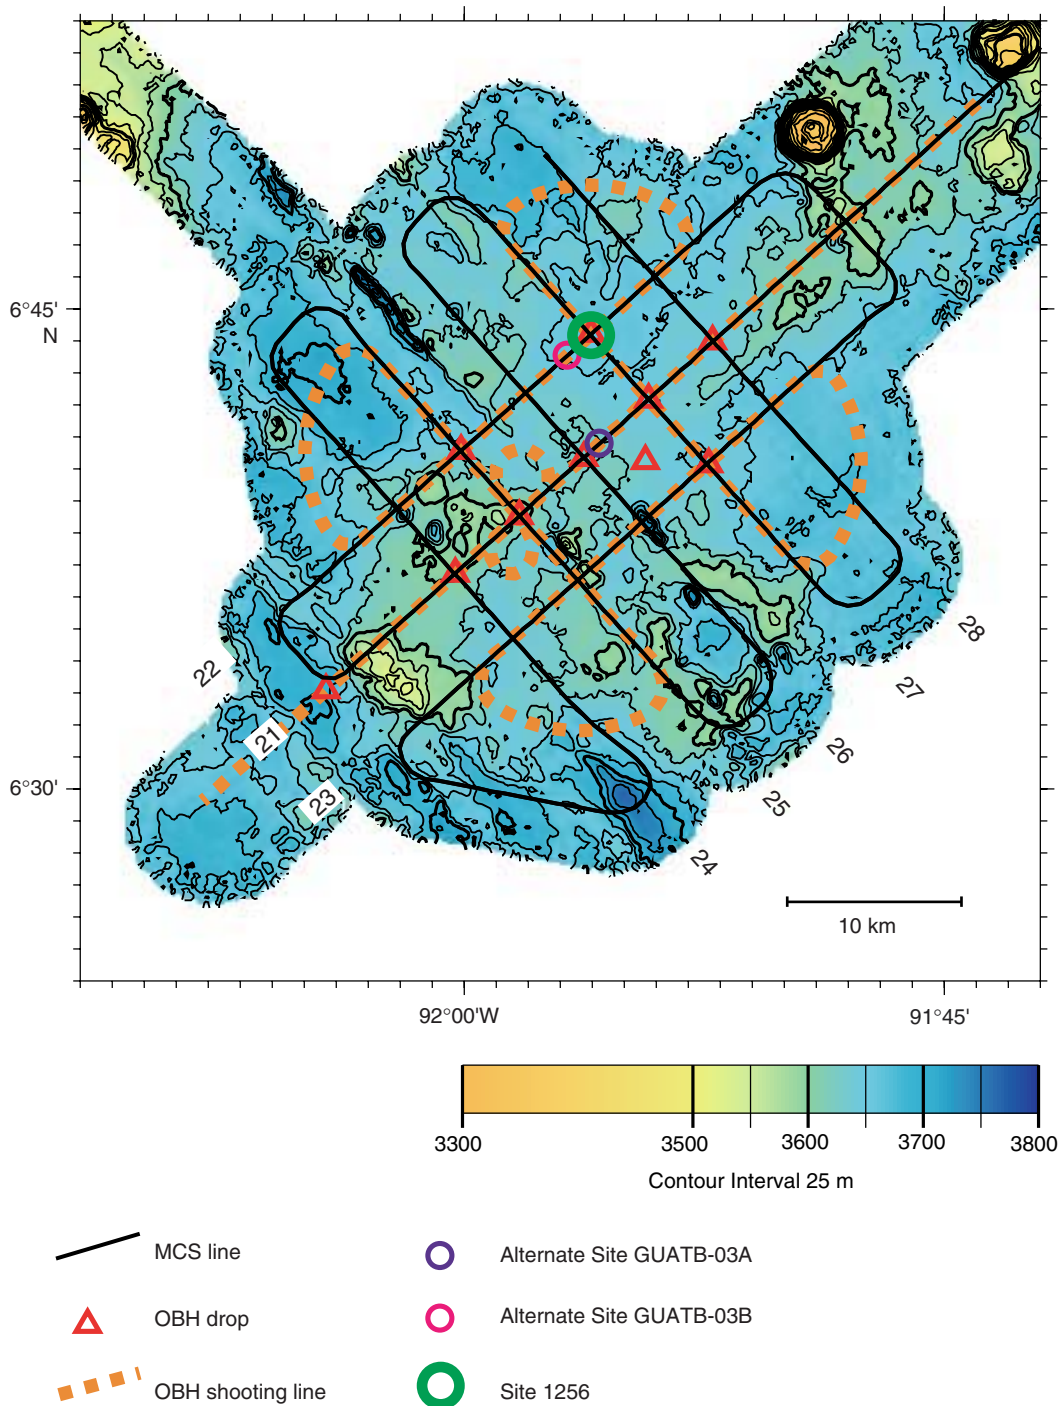 6°45'
N
28
22
27
21
26
6°30'
23
25
24
10 km
92°00'W
91°45'
3300
3500
3600
3700
3800
Contour Interval 25 m
MCS line
Alternate Site GUATB-03A
OBH drop
Alternate Site GUATB-03B
OBH shooting line
Site 1256